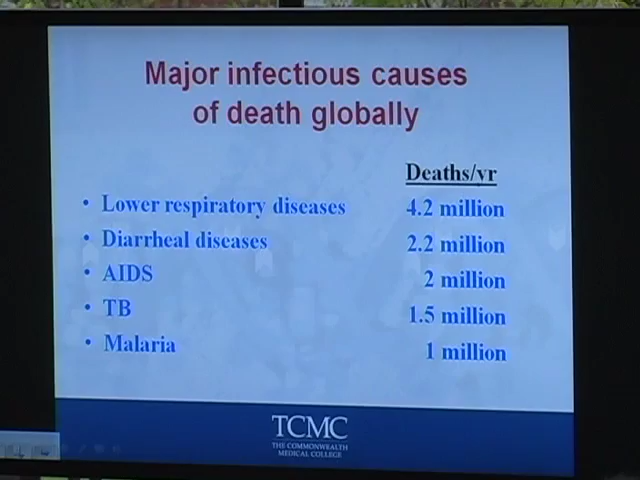 Major infectious causes
of death globally
Deaths/yr
• Lower respiratory diseases 4.2 million
• Diarrheal diseases 2.2 million
• AIDS 2 million
• TB 1.5 million
• Malaria 1 million
TCMC
THE COMMONWEALTH
MEDICAL COLLEGE